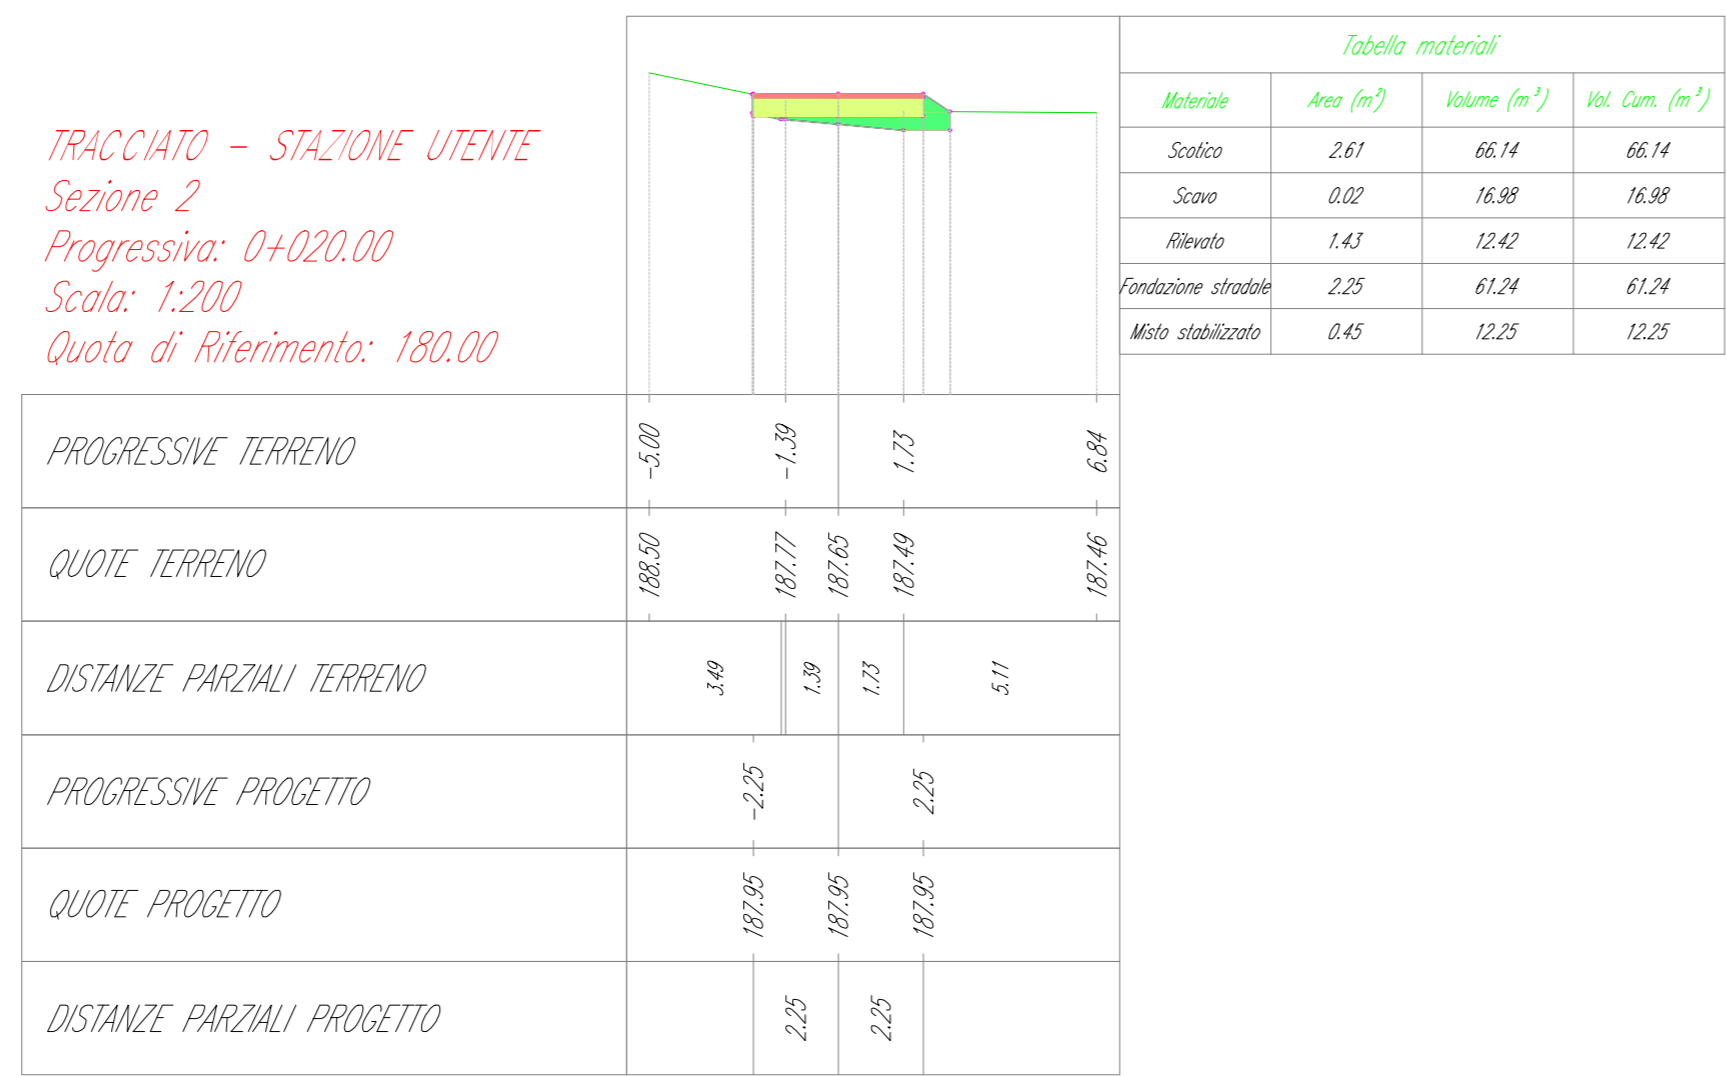 TRACCIATO - STAZIONE UTENTE
Sezione 2
Progressiva: 0+020.00
Scala: 1:200
Quota di Riferimento: 180.00
Tabella materiali
Materiale Area (m²) Volume (m³) Vol. Cum. (m³)
Scotico 2.61 66.14 66.14
Scavo 0.02 16.98 16.98
Rilevato 1.43 12.42 12.42
Fondazione stradale 2.25 61.24 61.24
Misto stabilizzato 0.45 12.25 12.25
PROGRESSIVE TERRENO -5.00 -1.39 1.73 6.84
QUOTE TERRENO 188.50 187.77 187.65 187.49 187.46
DISTANZE PARZIALI TERRENO 3.49 1.39 1.73 5.11
PROGRESSIVE PROGETTO -2.25 2.25
QUOTE PROGETTO 187.95 187.95 187.95
DISTANZE PARZIALI PROGETTO 2.25 2.25